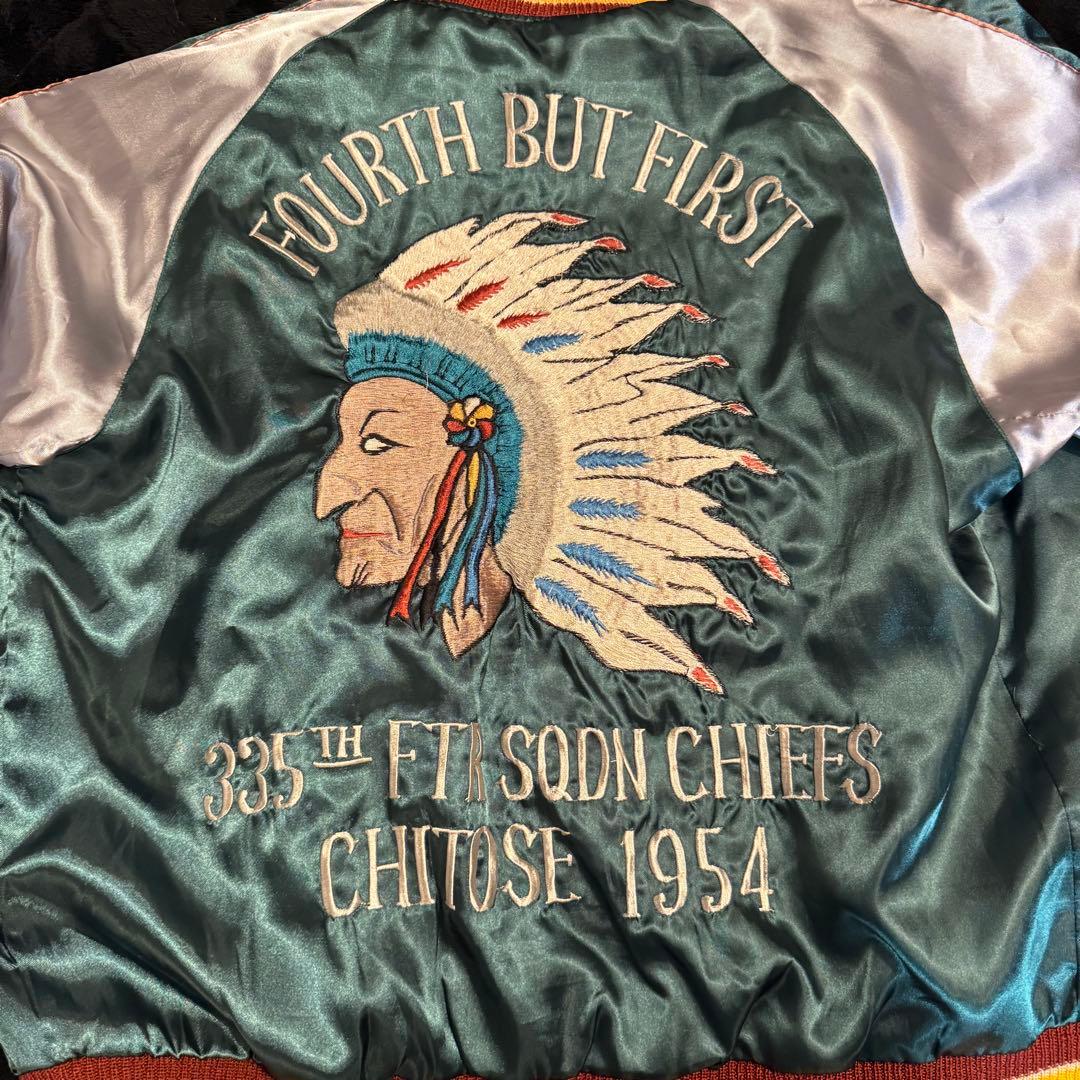 FOURTH BUT FIRST
335TH FTR SQDN CHIEFS
CHITOSE 1954